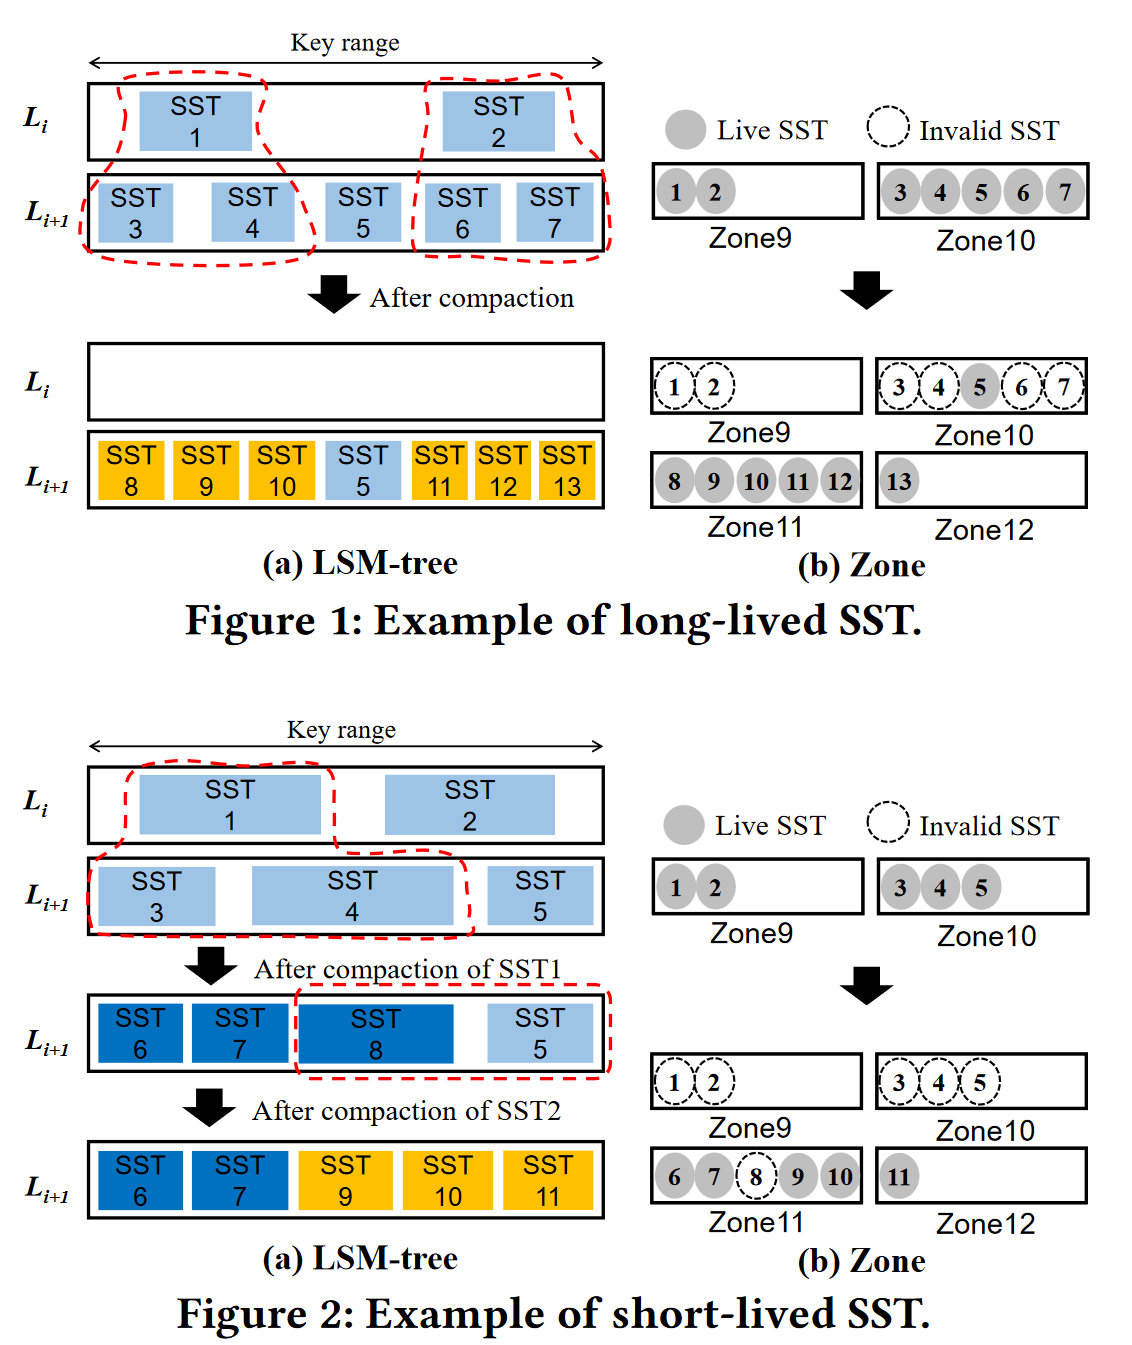 Key range
L_i
SST 1
SST 2
L_{i+1}
SST 3
SST 4
SST 5
SST 6
SST 7
After compaction
L_i
L_{i+1}
SST 8
SST 9
SST 10
SST 5
SST 11
SST 12
SST 13
(a) LSM-tree
Live SST
Invalid SST
1 2
3 4 5 6 7
Zone9
Zone10
1 2
3 4 5 6 7
Zone9
Zone10
8 9 10 11 12
13
Zone11
Zone12
(b) Zone
Figure 1: Example of long-lived SST.
Key range
L_i
SST 1
SST 2
L_{i+1}
SST 3
SST 4
SST 5
After compaction of SST1
L_{i+1}
SST 6
SST 7
SST 8
SST 5
After compaction of SST2
L_{i+1}
SST 6
SST 7
SST 9
SST 10
SST 11
(a) LSM-tree
Live SST
Invalid SST
1 2
3 4 5
Zone9
Zone10
1 2
3 4 5
Zone9
Zone10
6 7 8 9 10
11
Zone11
Zone12
(b) Zone
Figure 2: Example of short-lived SST.